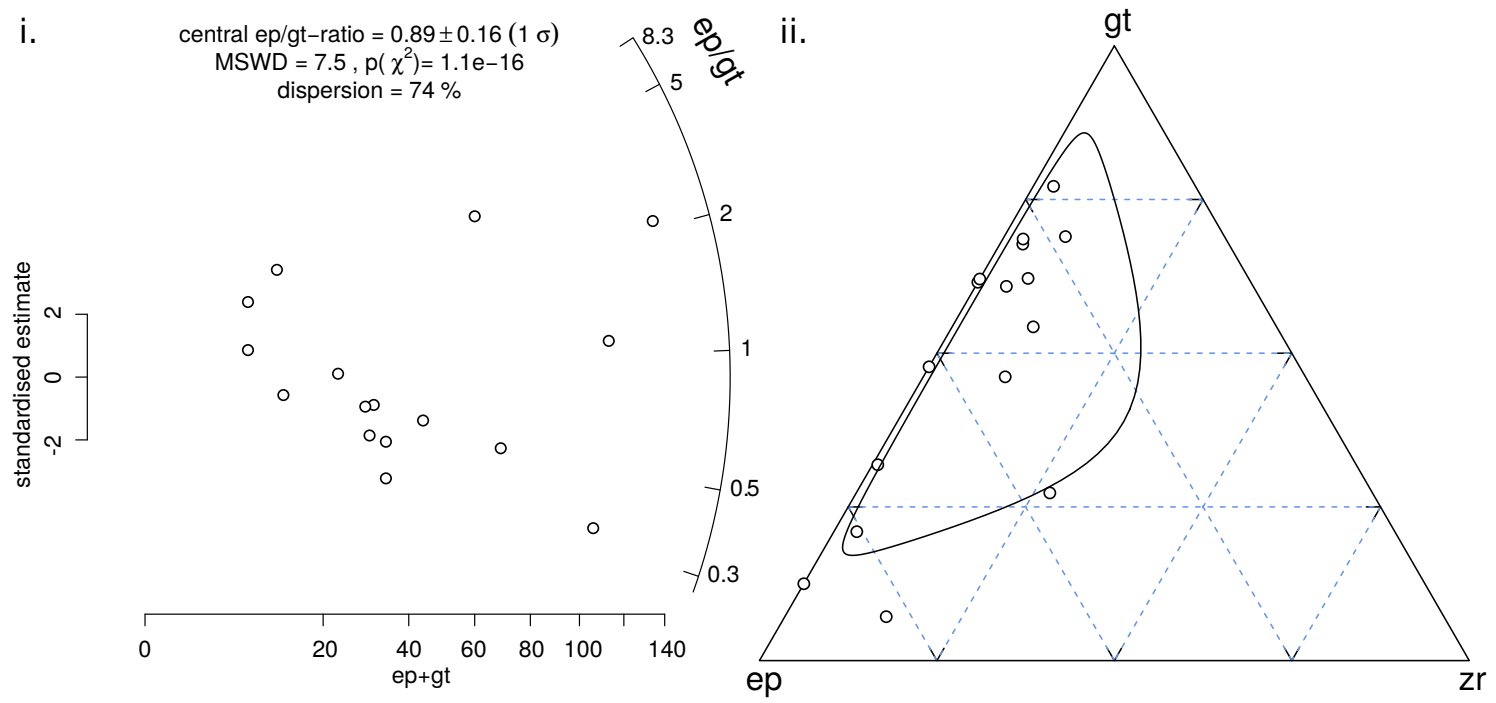 i.
central ep/gt−ratio = 0.89 ± 0.16 (1 σ)
MSWD = 7.5 , p( χ²)= 1.1e−16
dispersion = 74 %
8.3
5
2
1
0.5
0.3
ep/gt
standardised estimate
2
0
-2
0
20
40
60
80
100
140
ep+gt
ii.
gt
ep
zr